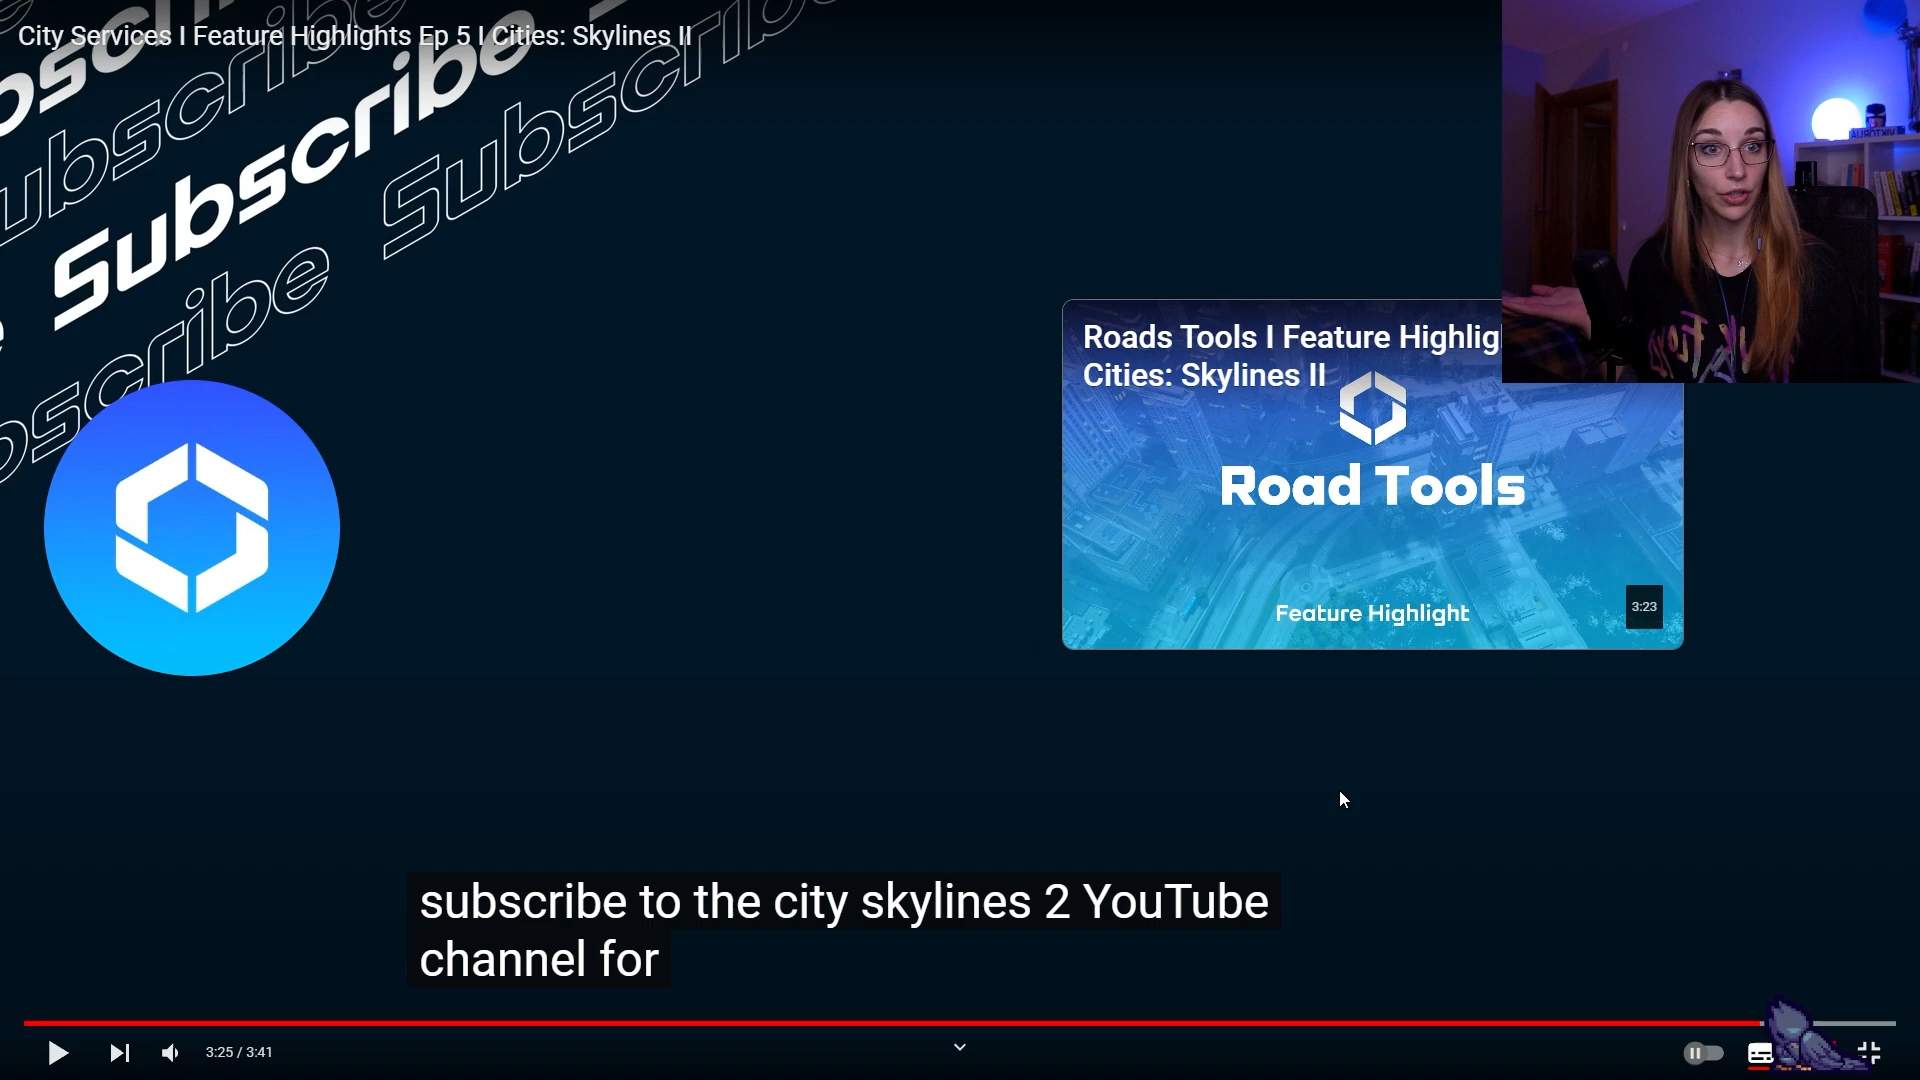 City Services I Feature Highlights Ep 5 I Cities: Skylines II
Subscribe
Subscribe
Subscribe
Subscribe
Roads Tools I Feature
Cities: Skylines II
Road Tools
Feature Highlight
3:23
subscribe to the city skylines 2 YouTube
channel for
3:25 / 3:41